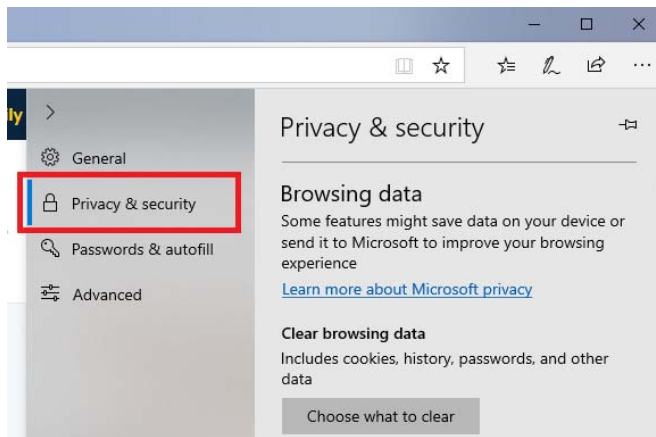 ily
General
Privacy & security
Passwords & autofill
Advanced
Privacy & security
Browsing data
Some features might save data on your device or
send it to Microsoft to improve your browsing
experience
Learn more about Microsoft privacy
Clear browsing data
Includes cookies, history, passwords, and other
data
Choose what to clear